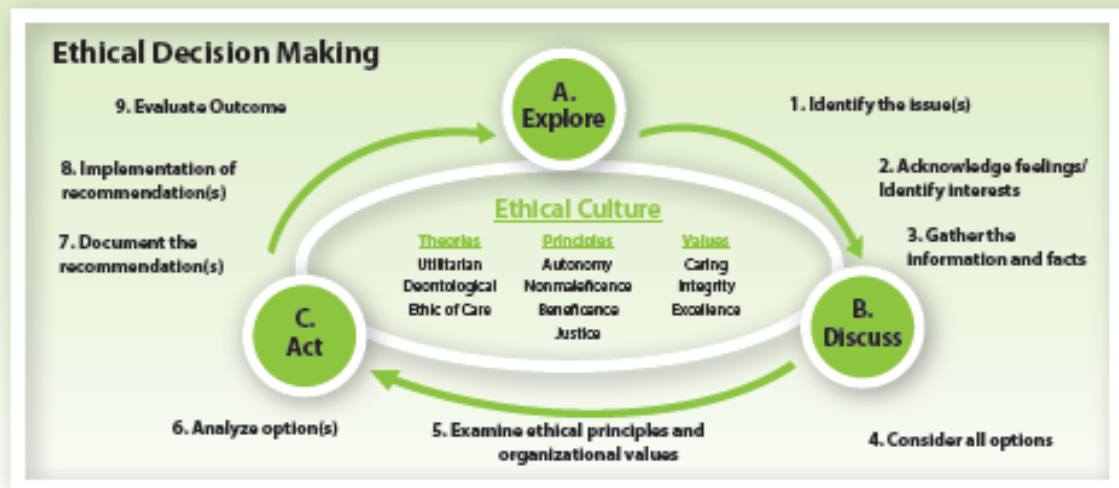 Ethical Decision Making
A.
Explore
1. Identify the issue(s)
2. Acknowledge feelings/
Identify interests
3. Gather the
information and facts
B.
Discuss
4. Consider all options
5. Examine ethical principles and
organizational values
6. Analyze option(s)
C.
Act
7. Document the
recommendation(s)
8. Implementation of
recommendation(s)
9. Evaluate Outcome
Ethical Culture
Theories
Utilitarian
Deontological
Ethic of Care
Principles
Autonomy
Nonmaleficence
Beneficance
Justice
Values
Caring
Integrity
Excellence